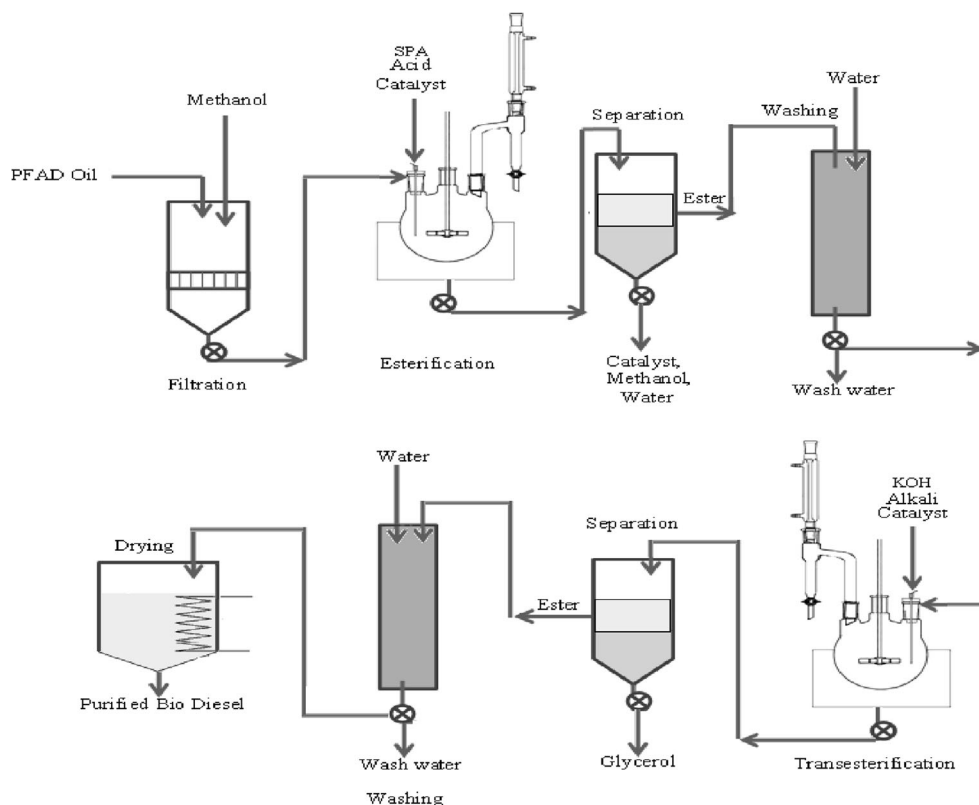 SPA
Acid
Catalyst
Methanol
PFAD Oil
Filtration
Esterification
Separation
Ester
Catalyst,
Methanol,
Water
Washing
Water
Wash water
KOH
Alkali
Catalyst
Transesterification
Separation
Ester
Glycerol
Water
Wash water
Washing
Drying
Purified Bio Diesel